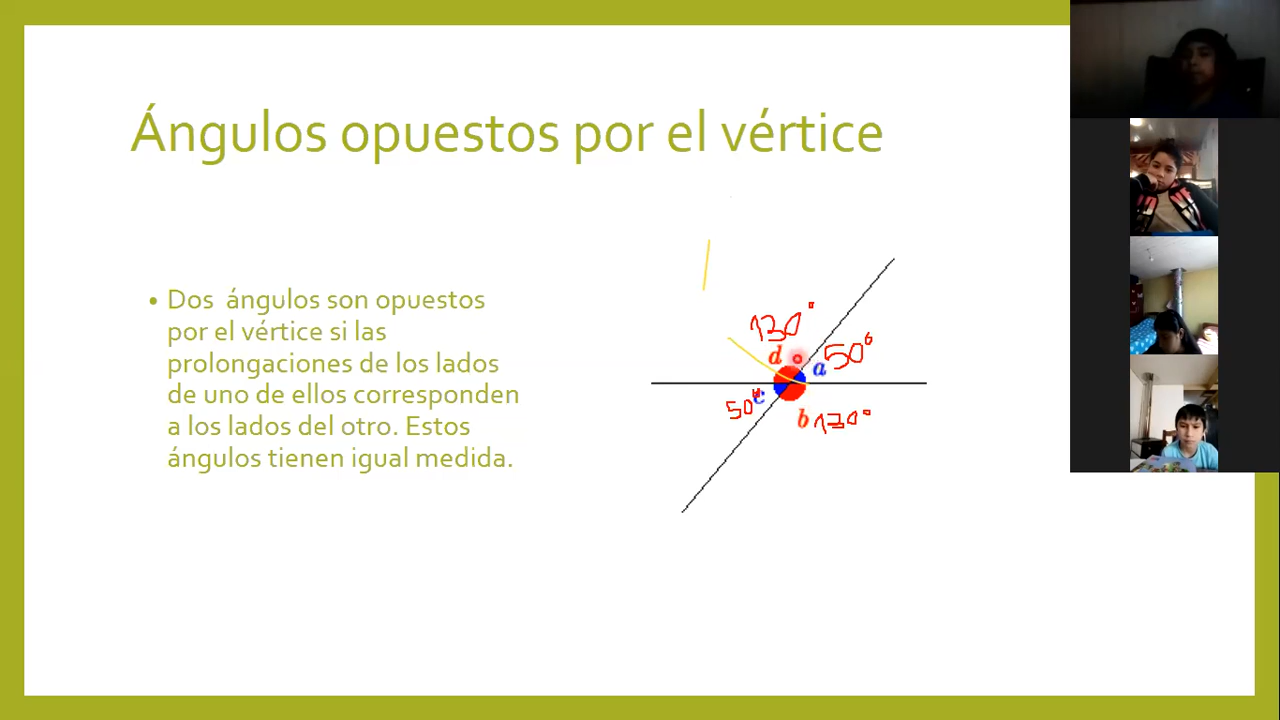 Ángulos opuestos por el vértice
• Dos ángulos son opuestos
por el vértice si las
prolongaciones de los lados
de uno de ellos corresponden
a los lados del otro. Estos
ángulos tienen igual medida.
130°
d
50°
a
50°
c
b 130°